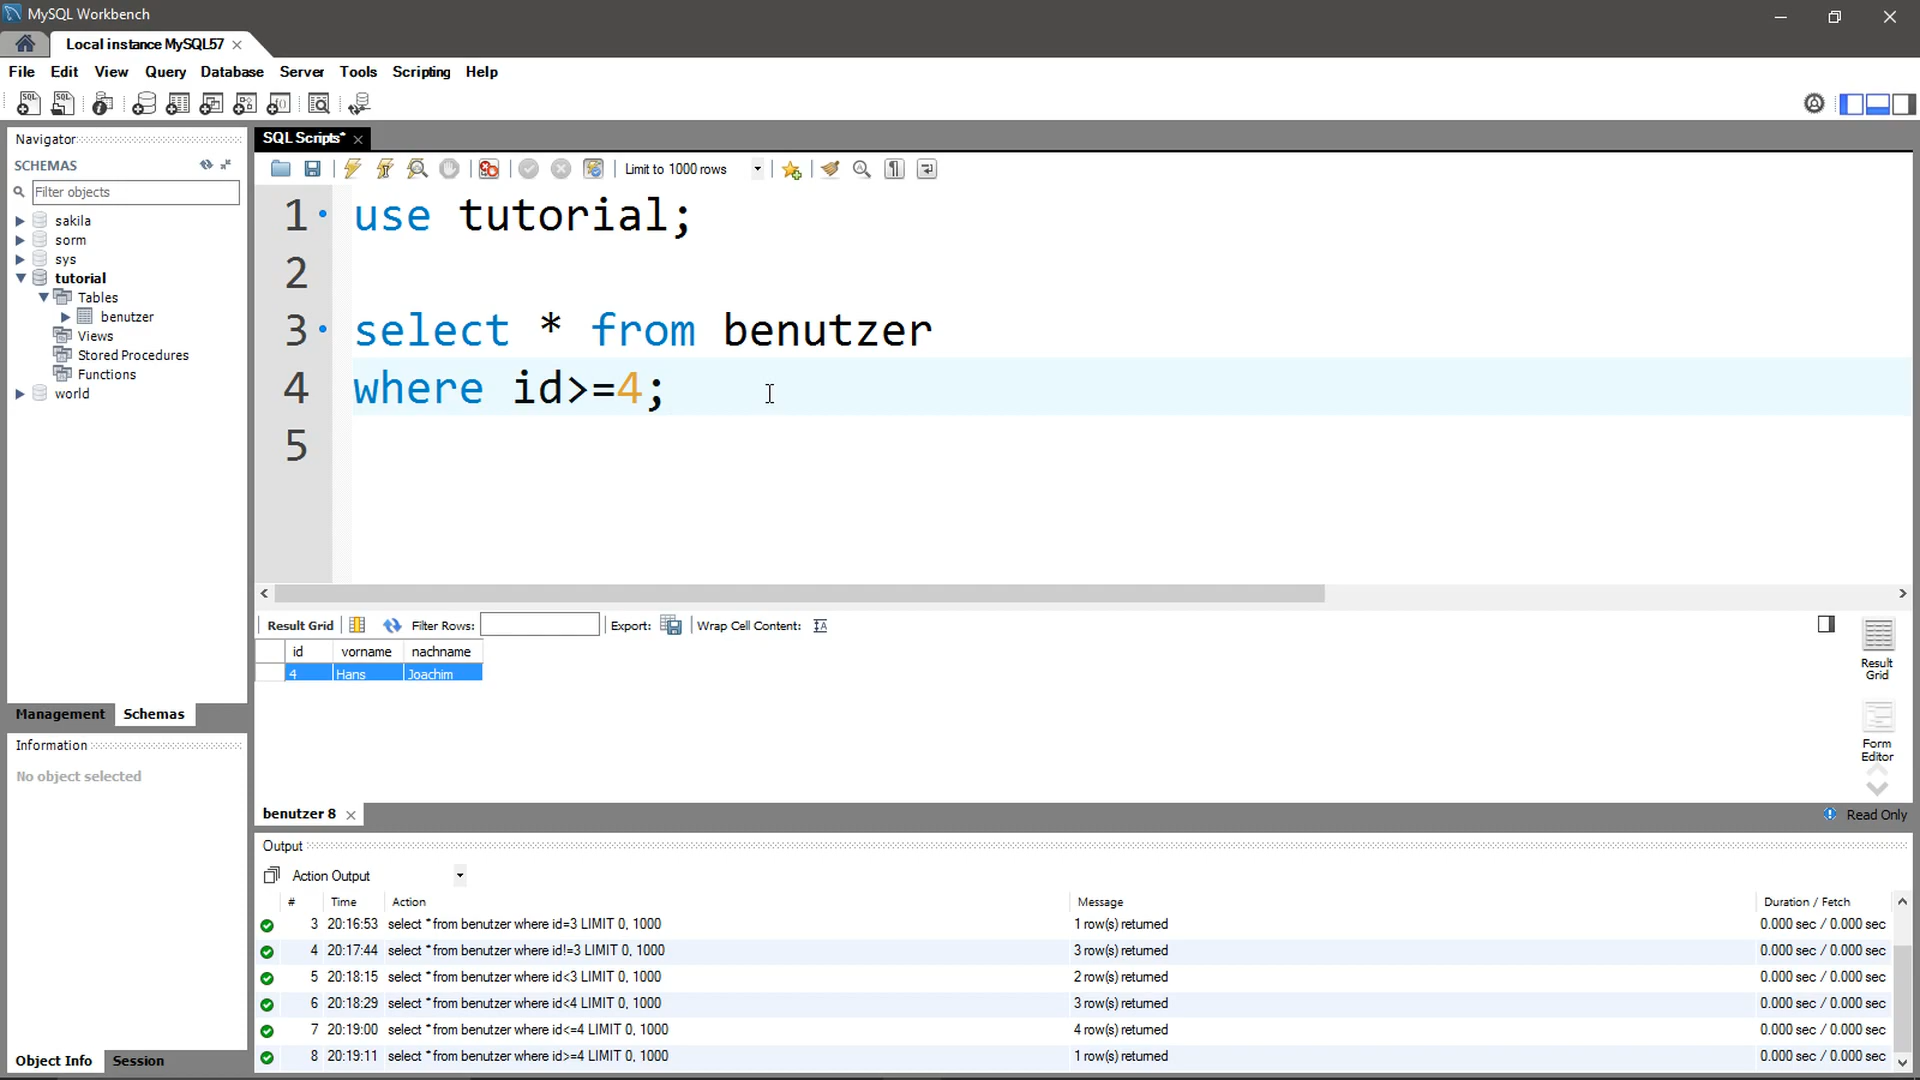 MySQL Workbench
Local instance MySQL57
File Edit View Query Database Server Tools Scripting Help
Navigator
SCHEMAS
Filter objects
sakila
sorm
sys
tutorial
Tables
benutzer
Views
Stored Procedures
Functions
world
Management Schemas
Information
No object selected
Object Info Session
SQL Scripts*
Limit to 1000 rows
1 use tutorial;
2
3 select * from benutzer
4 where id>=4;
5
Result Grid Filter Rows: Export: Wrap Cell Content:
id vorname nachname
4 Hans Joachim
Result Grid
Form Editor
benutzer 8
Read Only
Output
Action Output
# Time Action Message Duration / Fetch
3 20:16:53 select * from benutzer where id=3 LIMIT 0, 1000 1 row(s) returned 0.000 sec / 0.000 sec
4 20:17:44 select * from benutzer where id!=3 LIMIT 0, 1000 3 row(s) returned 0.000 sec / 0.000 sec
5 20:18:15 select * from benutzer where id<3 LIMIT 0, 1000 2 row(s) returned 0.000 sec / 0.000 sec
6 20:18:29 select * from benutzer where id<4 LIMIT 0, 1000 3 row(s) returned 0.000 sec / 0.000 sec
7 20:19:00 select * from benutzer where id<=4 LIMIT 0, 1000 4 row(s) returned 0.000 sec / 0.000 sec
8 20:19:11 select * from benutzer where id>=4 LIMIT 0, 1000 1 row(s) returned 0.000 sec / 0.000 sec